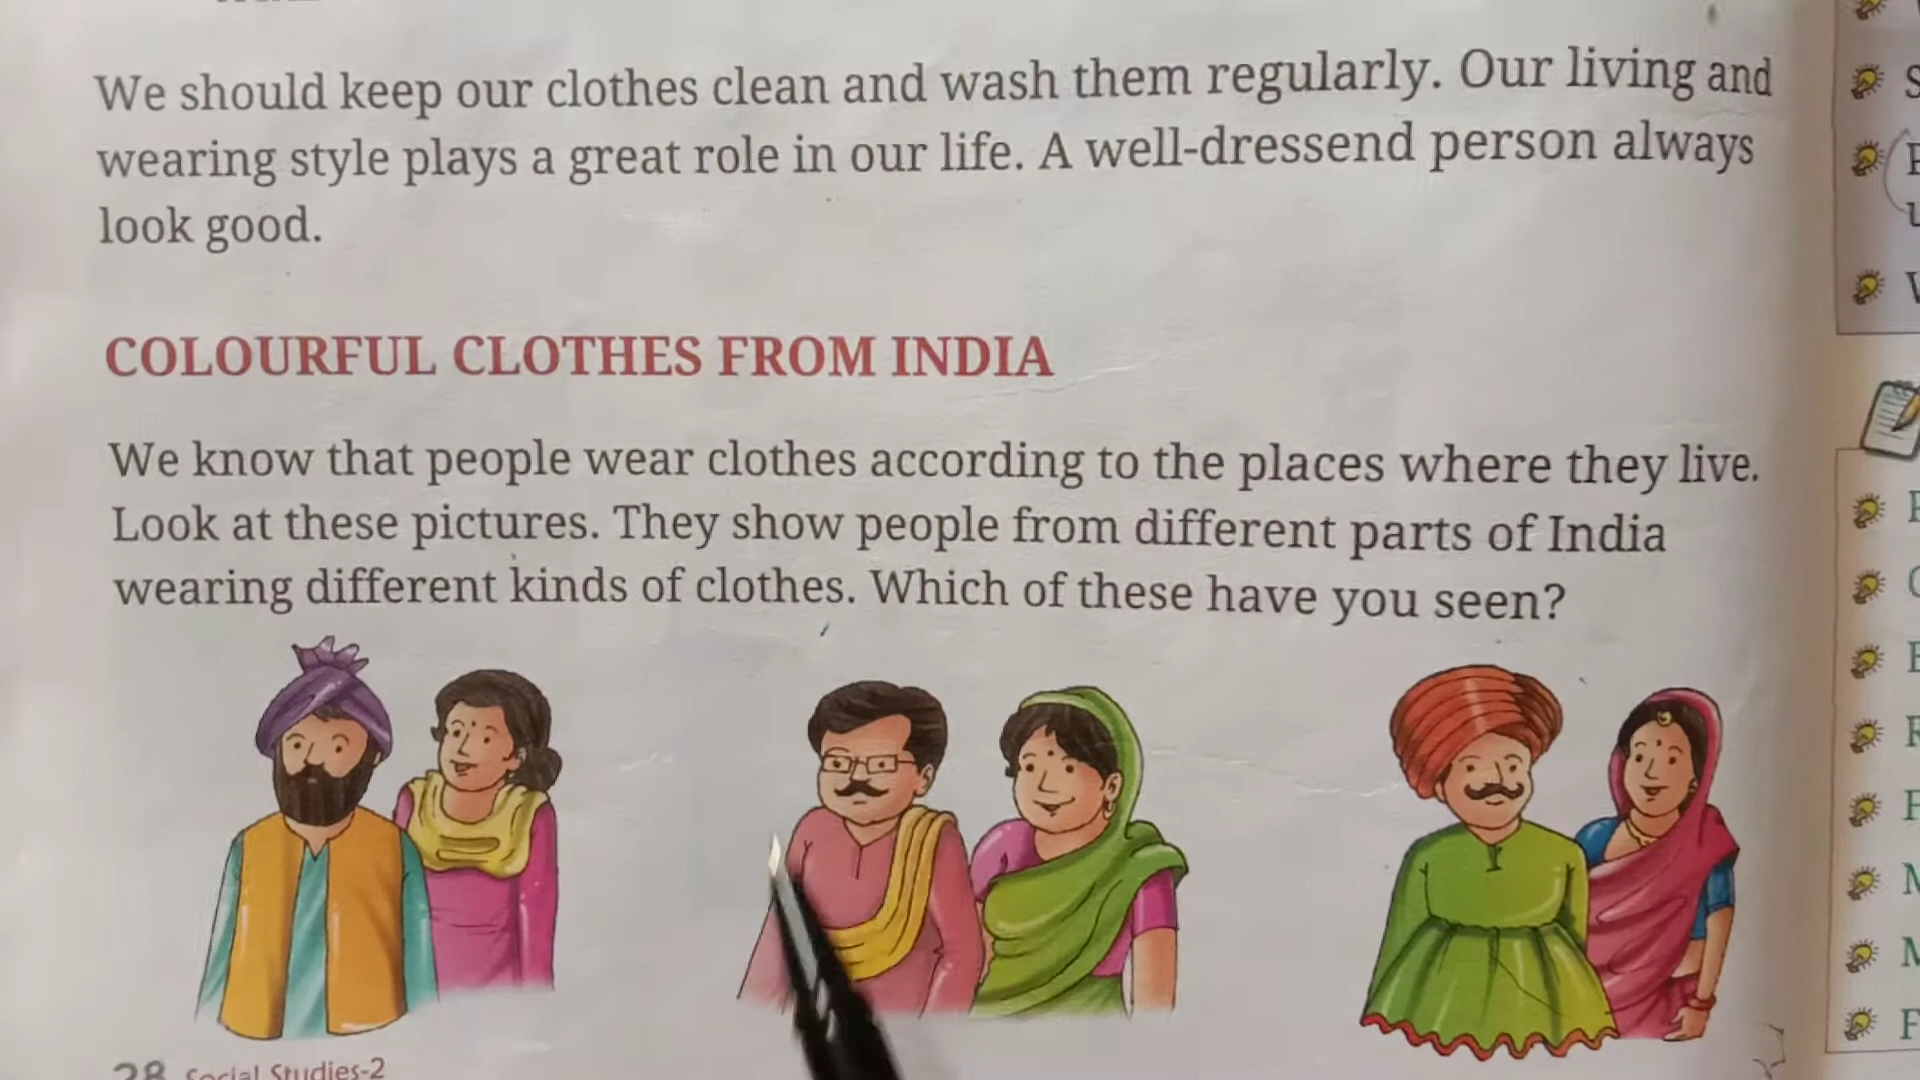 We should keep our clothes clean and wash them regularly. Our living and
wearing style plays a great role in our life. A well-dressend person always
look good.
COLOURFUL CLOTHES FROM INDIA
We know that people wear clothes according to the places where they live.
Look at these pictures. They show people from different parts of India
wearing different kinds of clothes. Which of these have you seen?
28 Social Studies-2